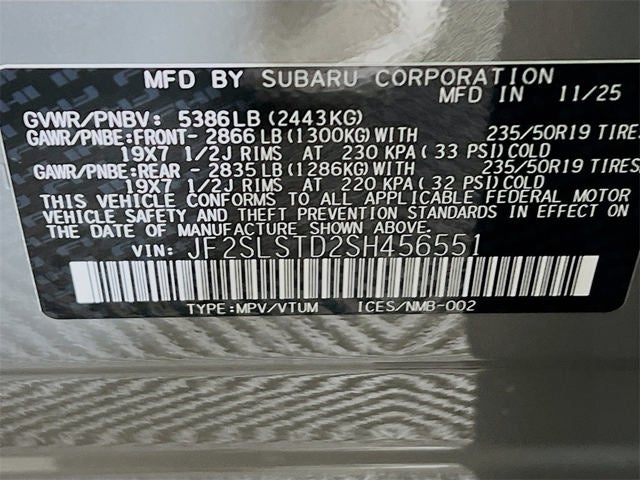 MFD BY SUBARU CORPORATION
MFD IN 11/25
GVWR/PNBV: 5386LB (2443KG)
GAWR/PNBE:FRONT- 2866LB(1300KG)WITH 235/50R19 TIRES
19X7 1/2J RIMS AT 230 KPA( 33 PSI)COLD
GAWR/PNBE:REAR - 2835LB(1286KG)WITH 235/50R19 TIRES
19X7 1/2J RIMS AT 220 KPA( 32 PSI)COLD
THIS VEHICLE CONFORMS TO ALL APPLICABLE FEDERAL MOTOR
VEHICLE SAFETY AND THEFT PREVENTION STANDARDS IN EFFECT ON
THE DATE OF MANUFACTURE SHOWN ABOVE.
VIN: JF2SLSTD2SH456551
TYPE:MPV/VTUM ICES/NMB-002